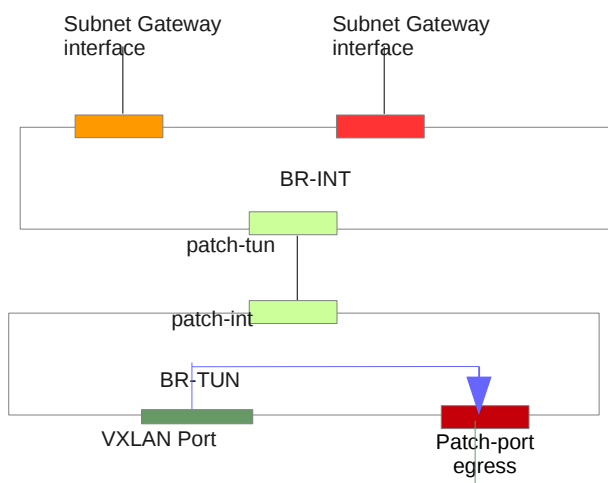 Subnet Gateway
interface
Subnet Gateway
interface
BR-INT
patch-tun
patch-int
BR-TUN
VXLAN Port
Patch-port
egress